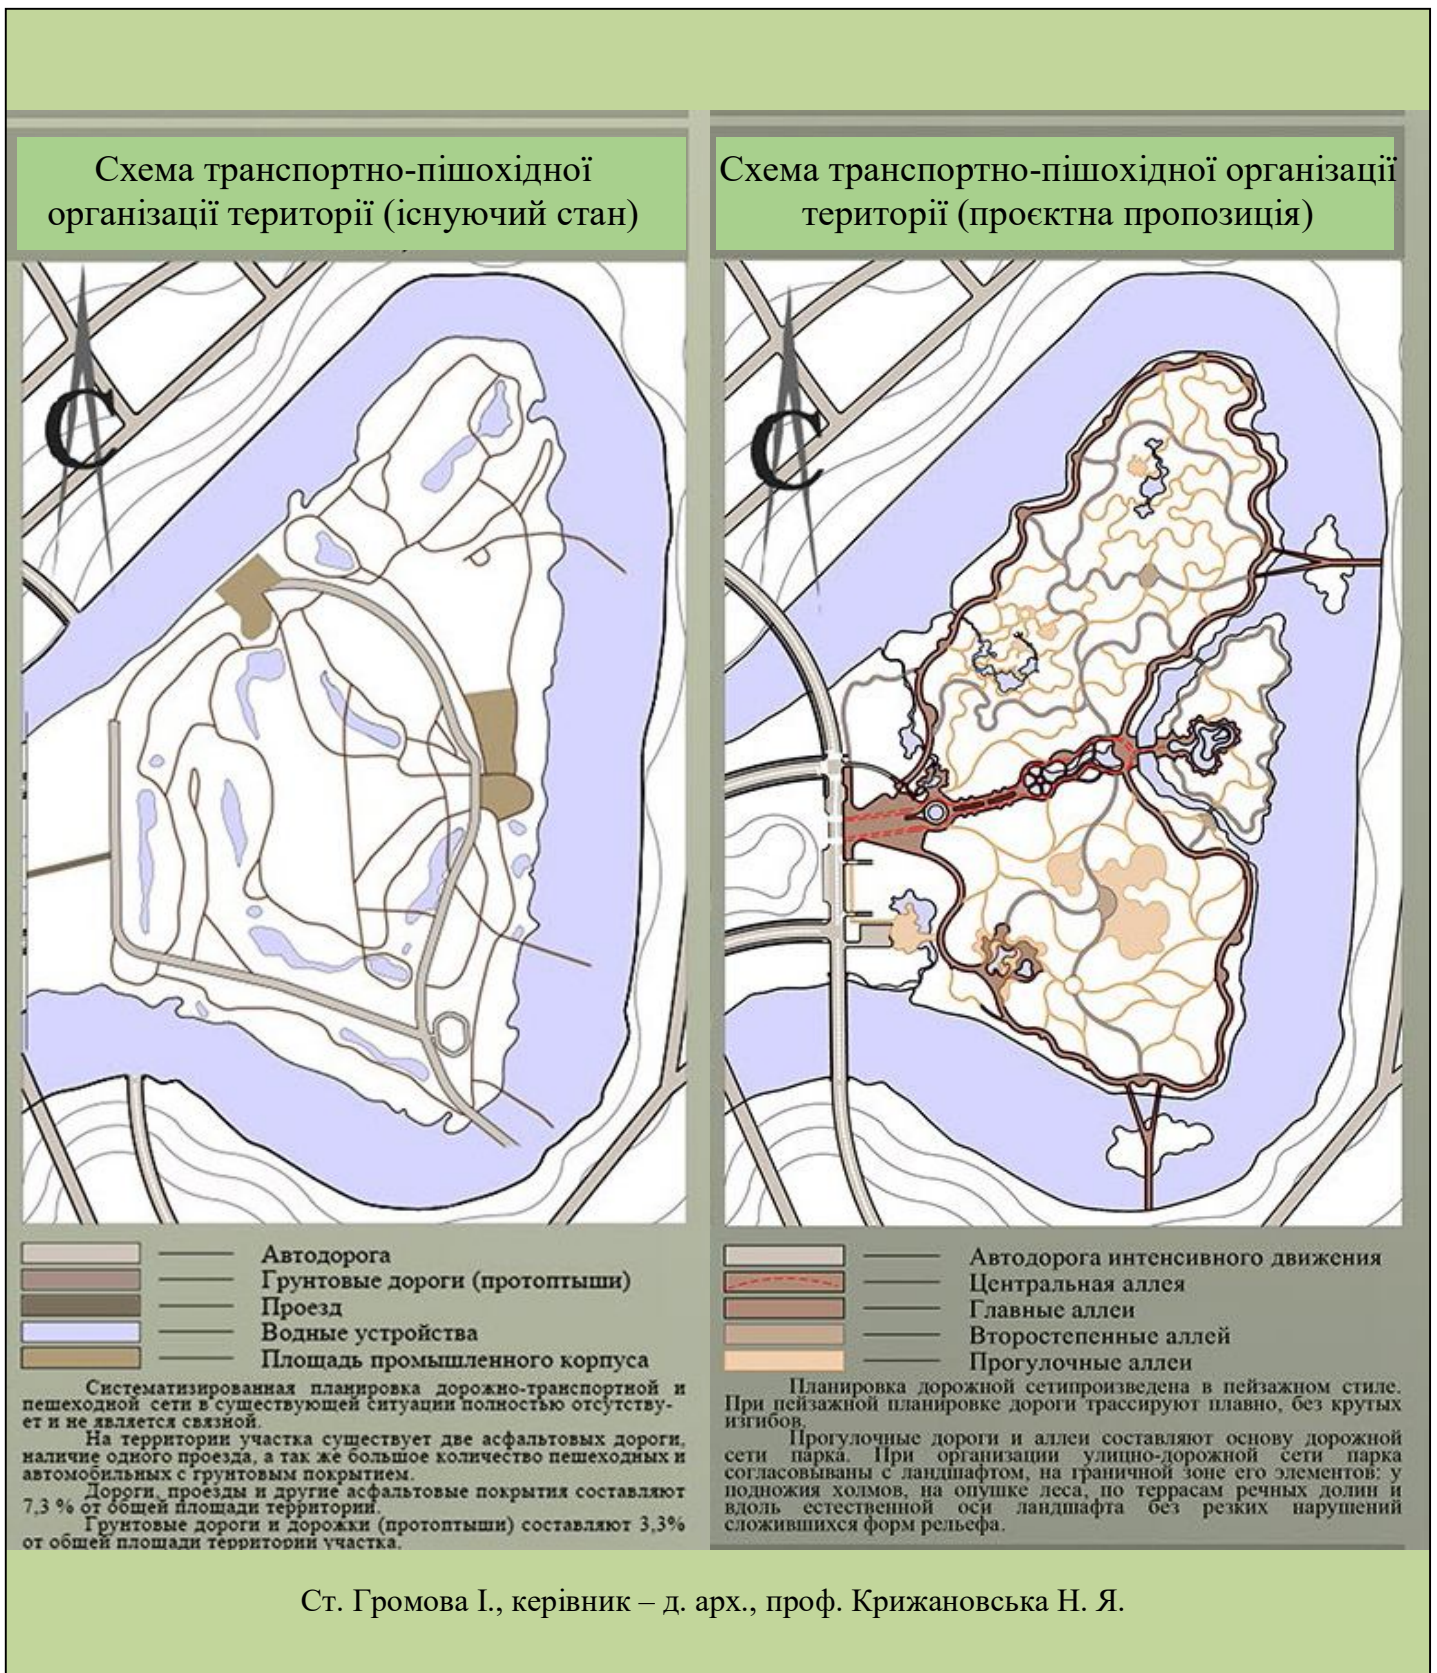 Схема транспортно-пішохідної
організації території (існуючий стан)
С
Автодорога
Грунтовые дороги (протоптыши)
Проезд
Водные устройства
Площадь промышленного корпуса
Систематизированная планировка дорожно-транспортной и
пешеходной сети в существующей ситуации полностью отсутству-
ет и не является связной.
На территории участка существует две асфальтовых дороги,
наличие одного проезда, а так же большое количество пешеходных и
автомобильных с грунтовым покрытием.
Дороги, проезды и другие асфальтовые покрытия составляют
7,3 % от общей площади территории.
Грунтовые дороги и дорожки (протоптыши) составляют 3,3%
от общей площади территории участка.
Схема транспортно-пішохідної організації
території (проєктна пропозиція)
С
Автодорога интенсивного движения
Центральная аллея
Главные аллеи
Второстепенные аллей
Прогулочные аллеи
Планировка дорожной сетипроизведена в пейзажном стиле.
При пейзажной планировке дороги трассируют плавно, без крутых
изгибов.
Прогулочные дороги и аллеи составляют основу дорожной
сети парка. При организации улицно-дорожной сети парка
согласовываны с ландшафтом, на граничной зоне его элементов: у
подножия холмов, на опушке леса, по террасам речных долин и
вдоль естественной оси ландшафта без резких нарушений
сложившихся форм рельефа.
Ст. Громова І., керівник – д. арх., проф. Крижановська Н. Я.